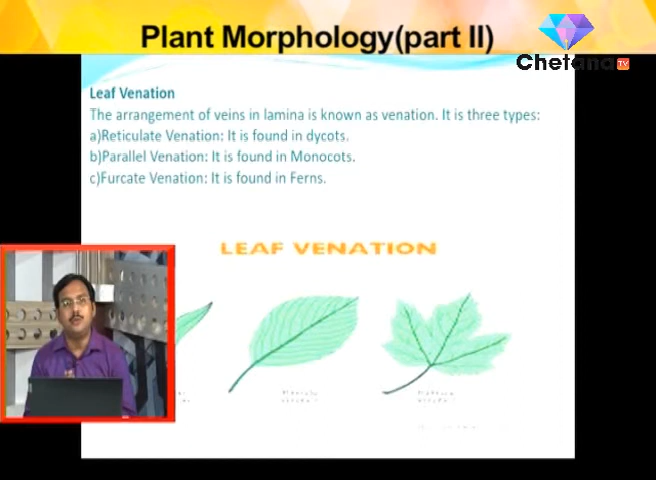 Plant Morphology(part II)
Chetana TV
Leaf Venation
The arrangement of veins in lamina is known as venation. It is three types:
a)Reticulate Venation: It is found in dycots.
b)Parallel Venation: It is found in Monocots.
c)Furcate Venation: It is found in Ferns.
LEAF VENATION